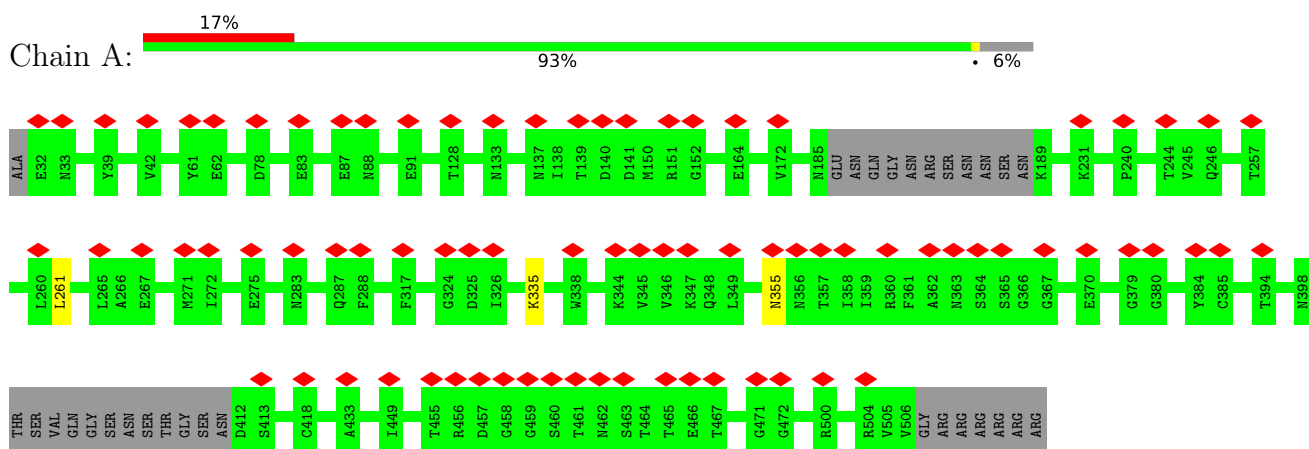 17%
Chain A:
93% • 6%
ALA E32 N33 Y39 V42 Y61 E62 D78 E83 E87 N88 E91 T128 N133 N137 I138 T139 D140 D141 M150 R151 G152 E164 V172 N185 GLU ASN GLN GLY ASN ARG SER ASN ASN SER ASN K189 K231 P240 T244 V245 Q246 T257
L260 L261 L265 A266 E267 M271 I272 E275 N283 Q287 F288 F317 G324 D325 I326 K335 W338 K344 V345 V346 K347 Q348 L349 N355 N356 T357 I358 I359 R360 F361 A362 N363 S364 S365 G366 G367 E370 G379 G380 Y384 C385 T394 N398
THR SER VAL GLN GLY SER ASN SER THR GLY SER ASN D412 S413 C418 A433 I449 T455 R456 D457 G458 G459 S460 T461 N462 S463 T464 T465 E466 T467 G471 G472 R500 R504 V505 V506 GLY ARG ARG ARG ARG ARG ARG